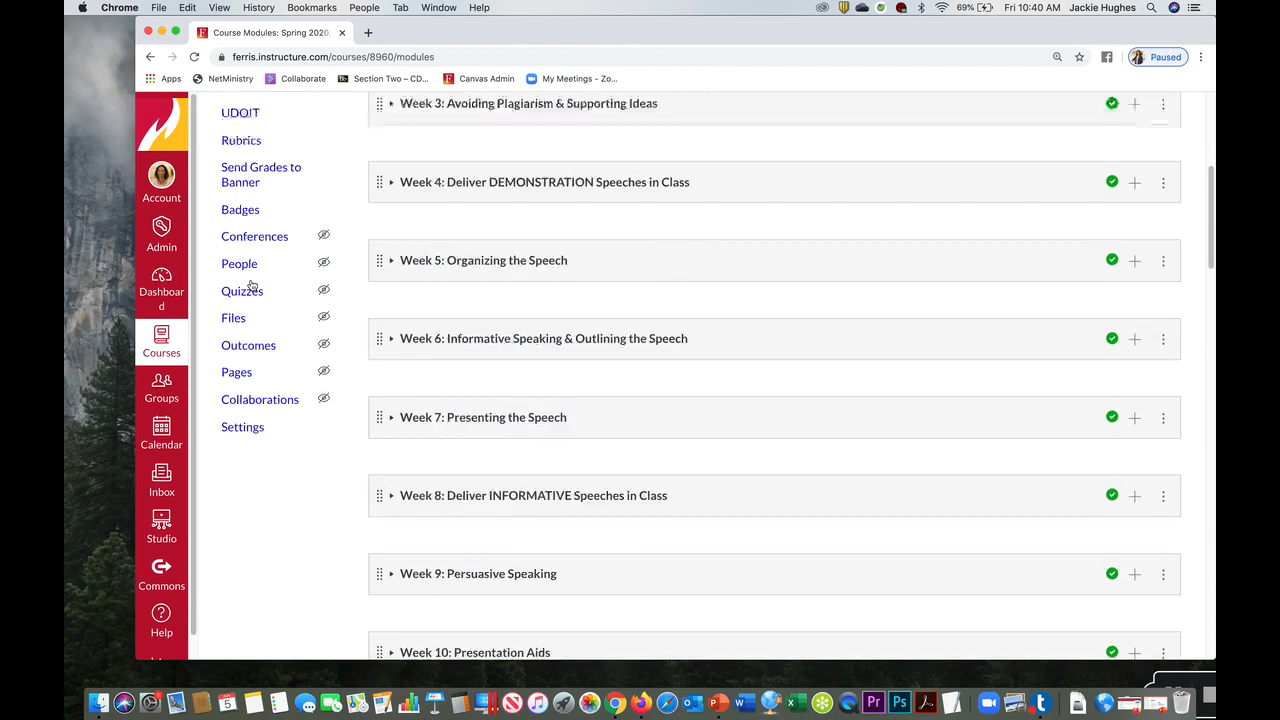 Chrome File Edit View History Bookmarks People Tab Window Help
69% Fri 10:40 AM Jackie Hughes
Course Modules: Spring 2020
ferris.instructure.com/courses/8960/modules
Paused
Apps NetMinistry Collaborate Section Two – CD... Canvas Admin My Meetings - Zo...
Account
Admin
Dashboar
d
Courses
Groups
Calendar
Inbox
Studio
Commons
Help
UDOIT
Rubrics
Send Grades to
Banner
Badges
Conferences
People
Quizzes
Files
Outcomes
Pages
Collaborations
Settings
Week 3: Avoiding Plagiarism & Supporting Ideas
Week 4: Deliver DEMONSTRATION Speeches in Class
Week 5: Organizing the Speech
Week 6: Informative Speaking & Outlining the Speech
Week 7: Presenting the Speech
Week 8: Deliver INFORMATIVE Speeches in Class
Week 9: Persuasive Speaking
Week 10: Presentation Aids